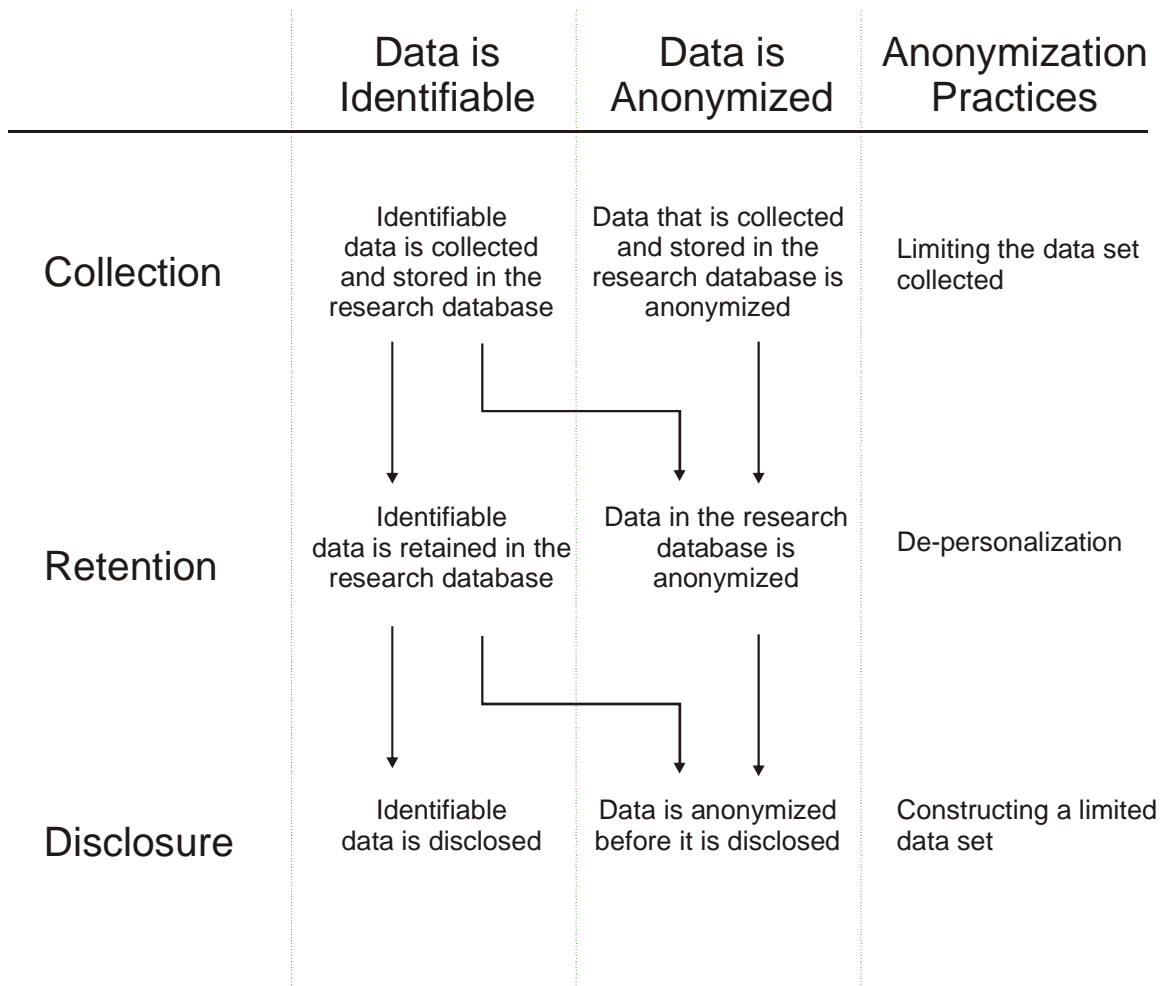 Data is
Identifiable
Data is
Anonymized
Anonymization
Practices
Collection
Identifiable
data is collected
and stored in the
research database
Data that is collected
and stored in the
research database is
anonymized
Limiting the data set
collected
Retention
Identifiable
data is retained in the
research database
Data in the research
database is
anonymized
De-personalization
Disclosure
Identifiable
data is disclosed
Data is anonymized
before it is disclosed
Constructing a limited
data set